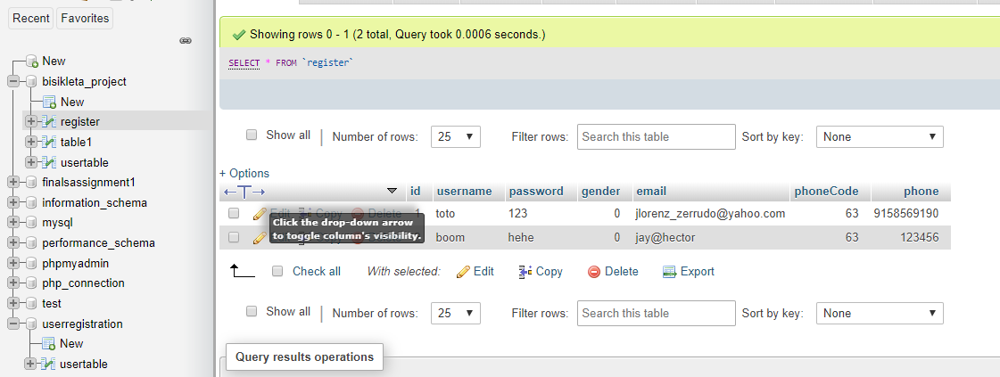 Recent Favorites
New
bisikleta_project
New
register
table1
usertable
finalsassignment1
information_schema
mysql
performance_schema
phpmyadmin
php_connection
test
userregistration
New
usertable
Showing rows 0 - 1 (2 total, Query took 0.0006 seconds.)
SELECT * FROM `register`
Show all Number of rows: 25 Filter rows: Search this table Sort by key: None
+ Options
id username password gender email phoneCode phone
Edit Copy Delete 1 toto 123 0 jlorenz_zerrudo@yahoo.com 63 9158569190
Click the drop-down arrow
to toggle column's visibility.
boom hehe 0 jay@hector 63 123456
Check all With selected: Edit Copy Delete Export
Show all Number of rows: 25 Filter rows: Search this table Sort by key: None
Query results operations